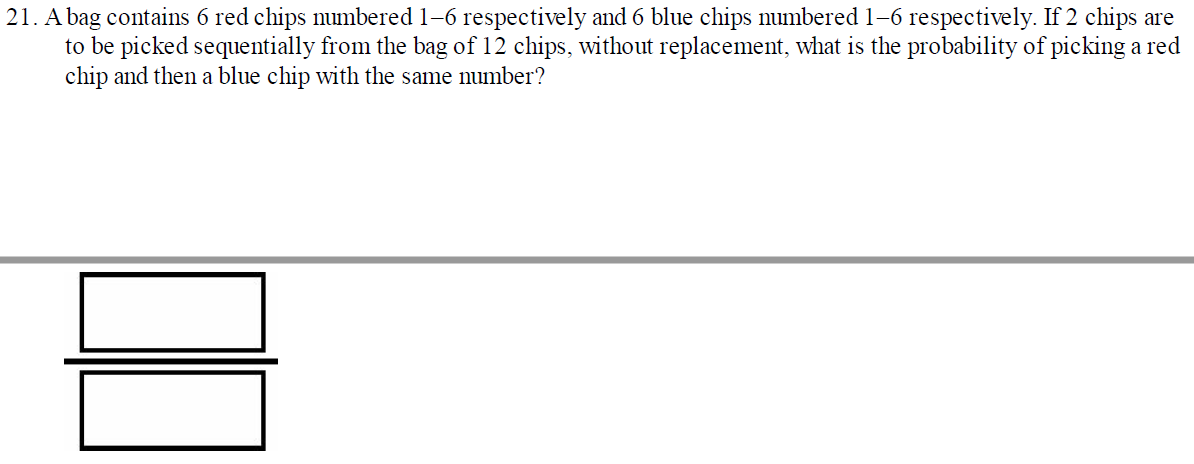 21. A bag contains 6 red chips numbered 1–6 respectively and 6 blue chips numbered 1–6 respectively. If 2 chips are
to be picked sequentially from the bag of 12 chips, without replacement, what is the probability of picking a red
chip and then a blue chip with the same number?